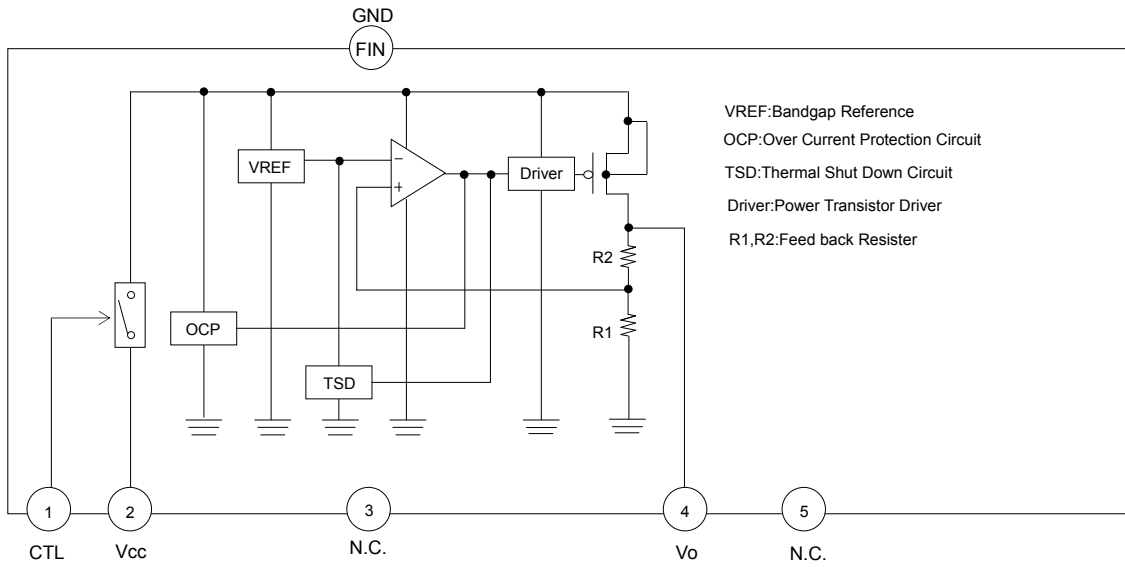 GND
FIN
VREF:Bandgap Reference
OCP:Over Current Protection Circuit
TSD:Thermal Shut Down Circuit
Driver:Power Transistor Driver
R1,R2:Feed back Resister
VREF
−
+
Driver
R2
R1
OCP
TSD
1
2
3
4
5
CTL
Vcc
N.C.
Vo
N.C.